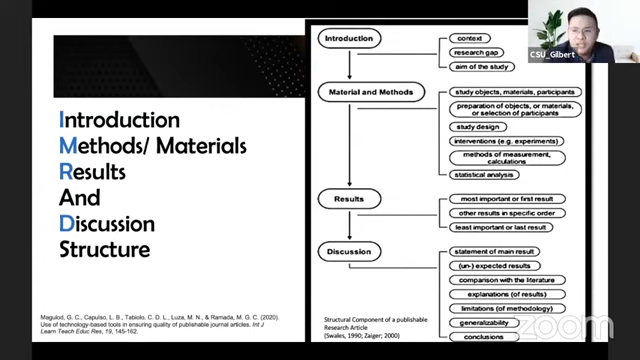 Introduction
Methods/ Materials
Results
And
Discussion
Structure
Magulod, G. C., Capulso, L. B., Tabiolo, C. D. L., Luza, M. N., & Ramada, M. G. C. (2020).
Use of technology-based tools in ensuring quality of publishable journal articles. Int J
Learn Teach Educ Res, 19, 145-162.
Introduction
context
research gap
aim of the study
Material and Methods
study objects, materials, participants
preparation of objects, or materials,
or selection of participants
study design
interventions (e.g. experiments)
methods of measurement,
calculations
statistical analysis
Results
most important or first result
other results in specific order
least important or last result
Discussion
statement of main result
(un-) expected results
comparison with the literature
explanations (of results)
limitations (of methodology)
generalizability
conclusions
Structural Component of a publishable
Research Article
(Swales, 1990; Zaiger; 2000)
CSU_Gilbert
zoom